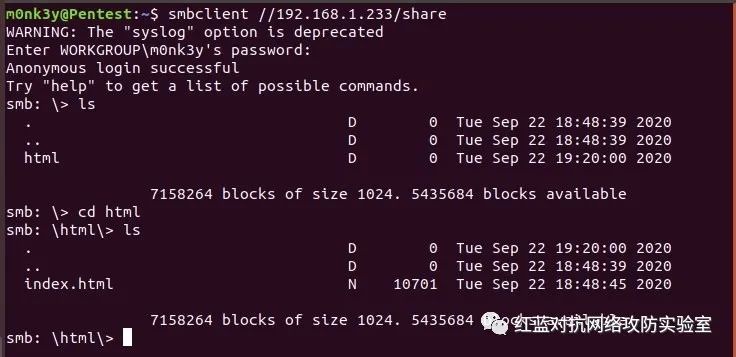 m0nk3y@Pentest:~$ smbclient //192.168.1.233/share
WARNING: The "syslog" option is deprecated
Enter WORKGROUP\m0nk3y's password:
Anonymous login successful
Try "help" to get a list of possible commands.
smb: \> ls
  .                                   D        0  Tue Sep 22 18:48:39 2020
  ..                                  D        0  Tue Sep 22 18:48:39 2020
  html                                D        0  Tue Sep 22 19:20:00 2020
                7158264 blocks of size 1024. 5435684 blocks available
smb: \> cd html
smb: \html\> ls
  .                                   D        0  Tue Sep 22 19:20:00 2020
  ..                                  D        0  Tue Sep 22 18:48:39 2020
  index.html                          N    10701  Tue Sep 22 18:48:45 2020
                7158264 blocks of size 1024. 5435684
smb: \html\>
红蓝对抗网络攻防实验室